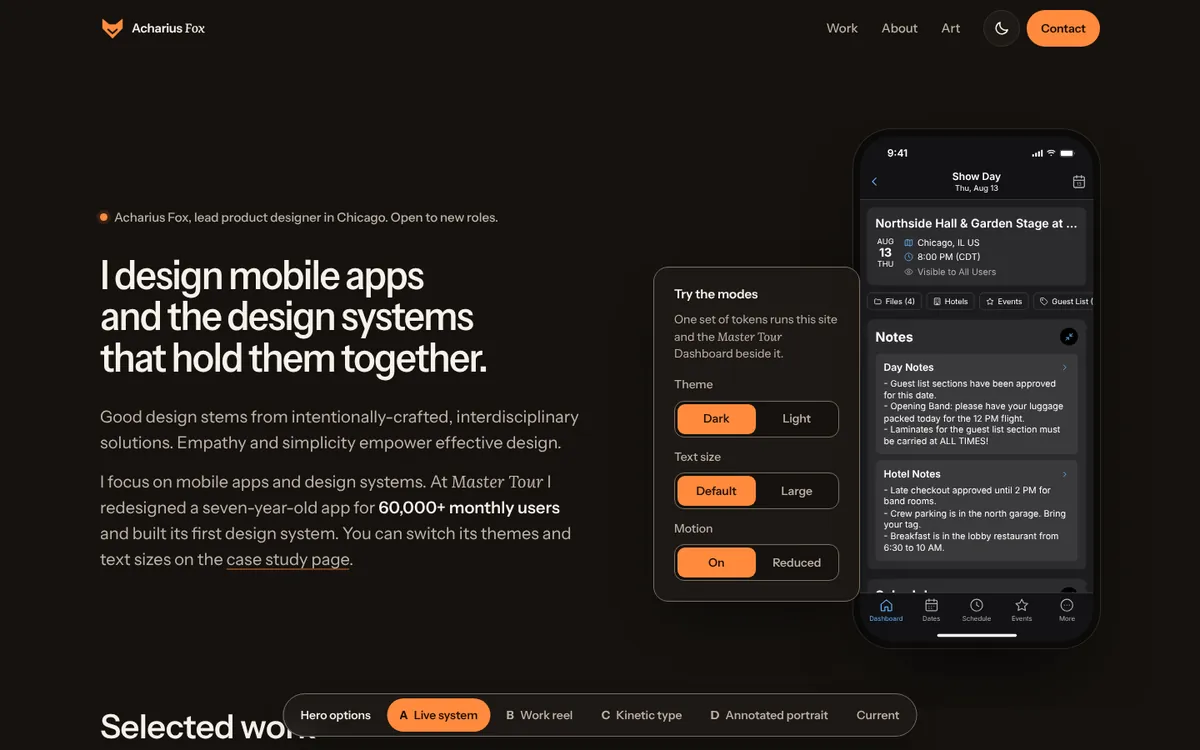 Acharius Fox
Work
About
Art
Contact
Acharius Fox, lead product designer in Chicago. Open to new roles.
I design mobile apps
and the design systems
that hold them together.
Good design stems from intentionally-crafted, interdisciplinary
solutions. Empathy and simplicity empower effective design.
I focus on mobile apps and design systems. At Master Tour I
redesigned a seven-year-old app for 60,000+ monthly users
and built its first design system. You can switch its themes and
text sizes on the case study page.
Try the modes
One set of tokens runs this site
and the Master Tour
Dashboard beside it.
Theme
Dark
Light
Text size
Default
Large
Motion
On
Reduced
9:41
Show Day
Thu, Aug 13
Northside Hall & Garden Stage at ...
AUG
13
THU
Chicago, IL US
8:00 PM (CDT)
Visible to All Users
Files (4)
Hotels
Events
Guest List (
Notes
Day Notes
- Guest list sections have been approved
for this date.
- Opening Band: please have your luggage
packed today for the 12 PM flight.
- Laminates for the guest list section must
be carried at ALL TIMES!
Hotel Notes
- Late checkout approved until 2 PM for
band rooms.
- Crew parking is in the north garage. Bring
your tag.
- Breakfast is in the lobby restaurant from
6:30 to 10 AM.
Dashboard
Dates
Schedule
Events
More
Selected work
Hero options
A Live system
B Work reel
C Kinetic type
D Annotated portrait
Current